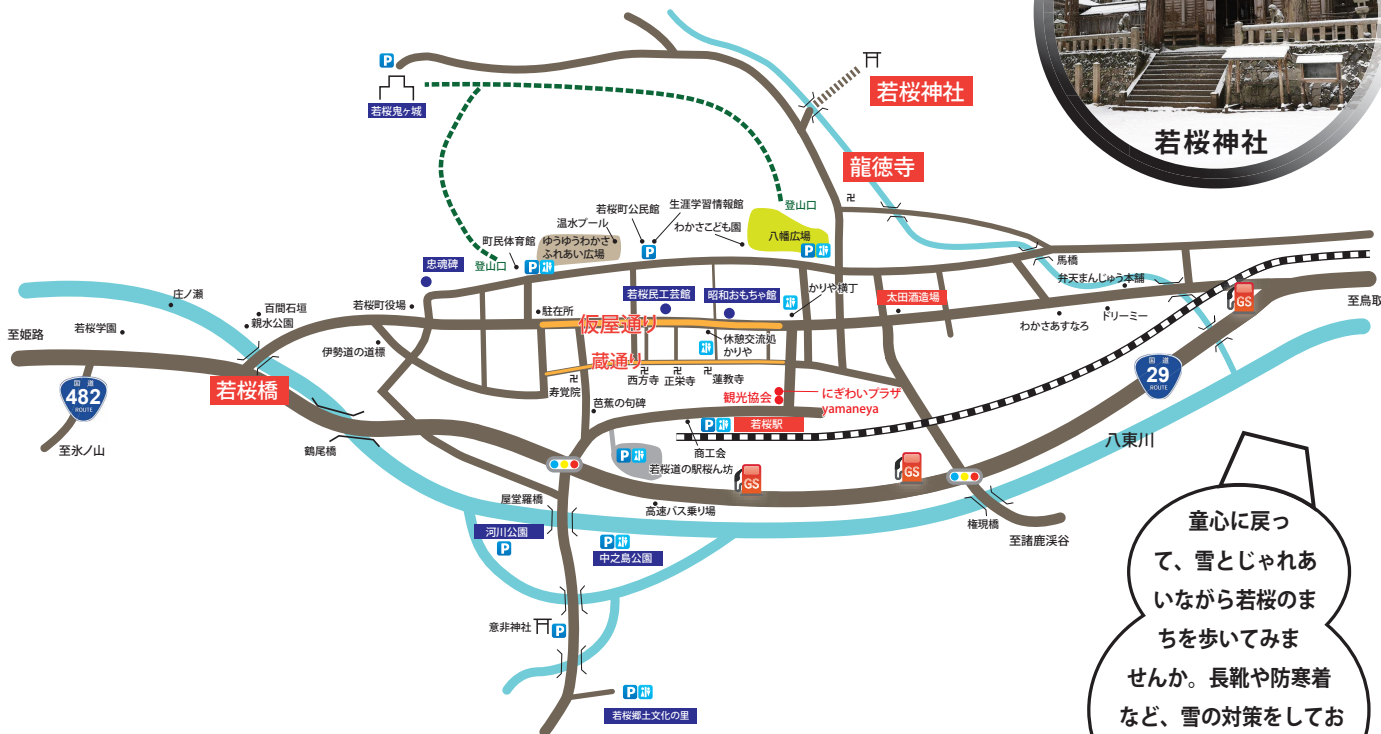 若桜神社
P
若桜鬼ヶ城
若桜神社
龍徳寺
卍
登山口
生涯学習情報館
若桜町公民館
わかさこども園
温水プール
八幡広場
P
町民体育館
ゆうゆうわかさ
ふれあい広場
P
P
登山口
忠魂碑
馬橋
弁天まんじゅう本舗
GS
庄ノ瀬
百間石垣
親水公園
若桜町役場
駐在所
若桜民工芸館
昭和おもちゃ館
かりや横丁
太田酒造場
わかさあすなろ
ドリーミー
至鳥取
至姫路
若桜学園
伊勢道の道標
仮屋通り
休憩交流処
かりや
蔵通り
国道
482
ROUTE
若桜橋
卍
寿覚院
卍
西方寺
卍
正栄寺
卍
蓮教寺
観光協会
にぎわいプラザ
yamaneya
国道
29
ROUTE
芭蕉の句碑
P
若桜駅
商工会
至氷ノ山
鶴尾橋
P
若桜道の駅桜ん坊
GS
GS
八東川
屋堂羅橋
高速バス乗り場
権現橋
至諸鹿渓谷
河川公園
P
P
中之島公園
意非神社
P
P
若桜郷土文化の里
童心に戻っ
て、雪とじゃれあ
いながら若桜のま
ちを歩いてみま
せんか。長靴や防寒着
など、雪の対策をしてお